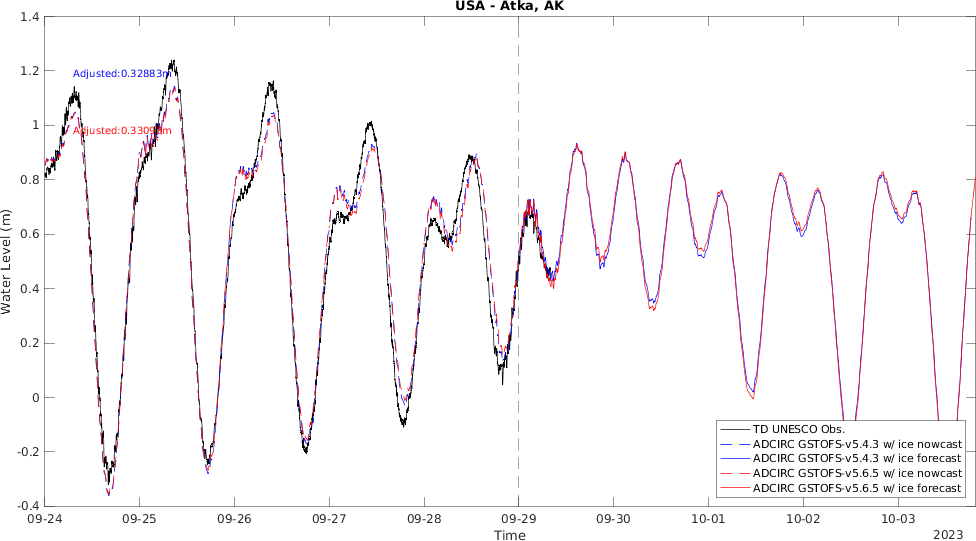 USA - Atka, AK
1.4
1.2
1
0.8
0.6
0.4
0.2
0
-0.2
-0.4
Water Level (m)
Adjusted:0.32883m
TD UNESCO Obs.
ADCIRC GSTOFS-v5.4.3 w/ ice nowcast
ADCIRC GSTOFS-v5.4.3 w/ ice forecast
ADCIRC GSTOFS-v5.6.5 w/ ice nowcast
ADCIRC GSTOFS-v5.6.5 w/ ice forecast
09-24 09-25 09-26 09-27 09-28 09-29 09-30 10-01 10-02 10-03
Time
2023